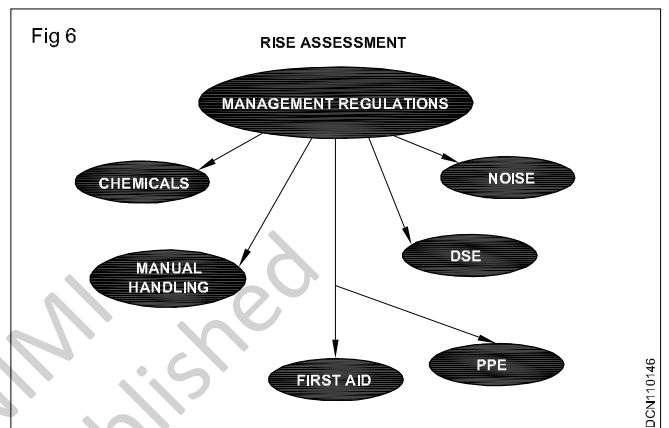 Fig 6
RISE ASSESSMENT
MANAGEMENT REGULATIONS
CHEMICALS
NOISE
MANUAL
HANDLING
DSE
FIRST AID
PPE
DCN110146